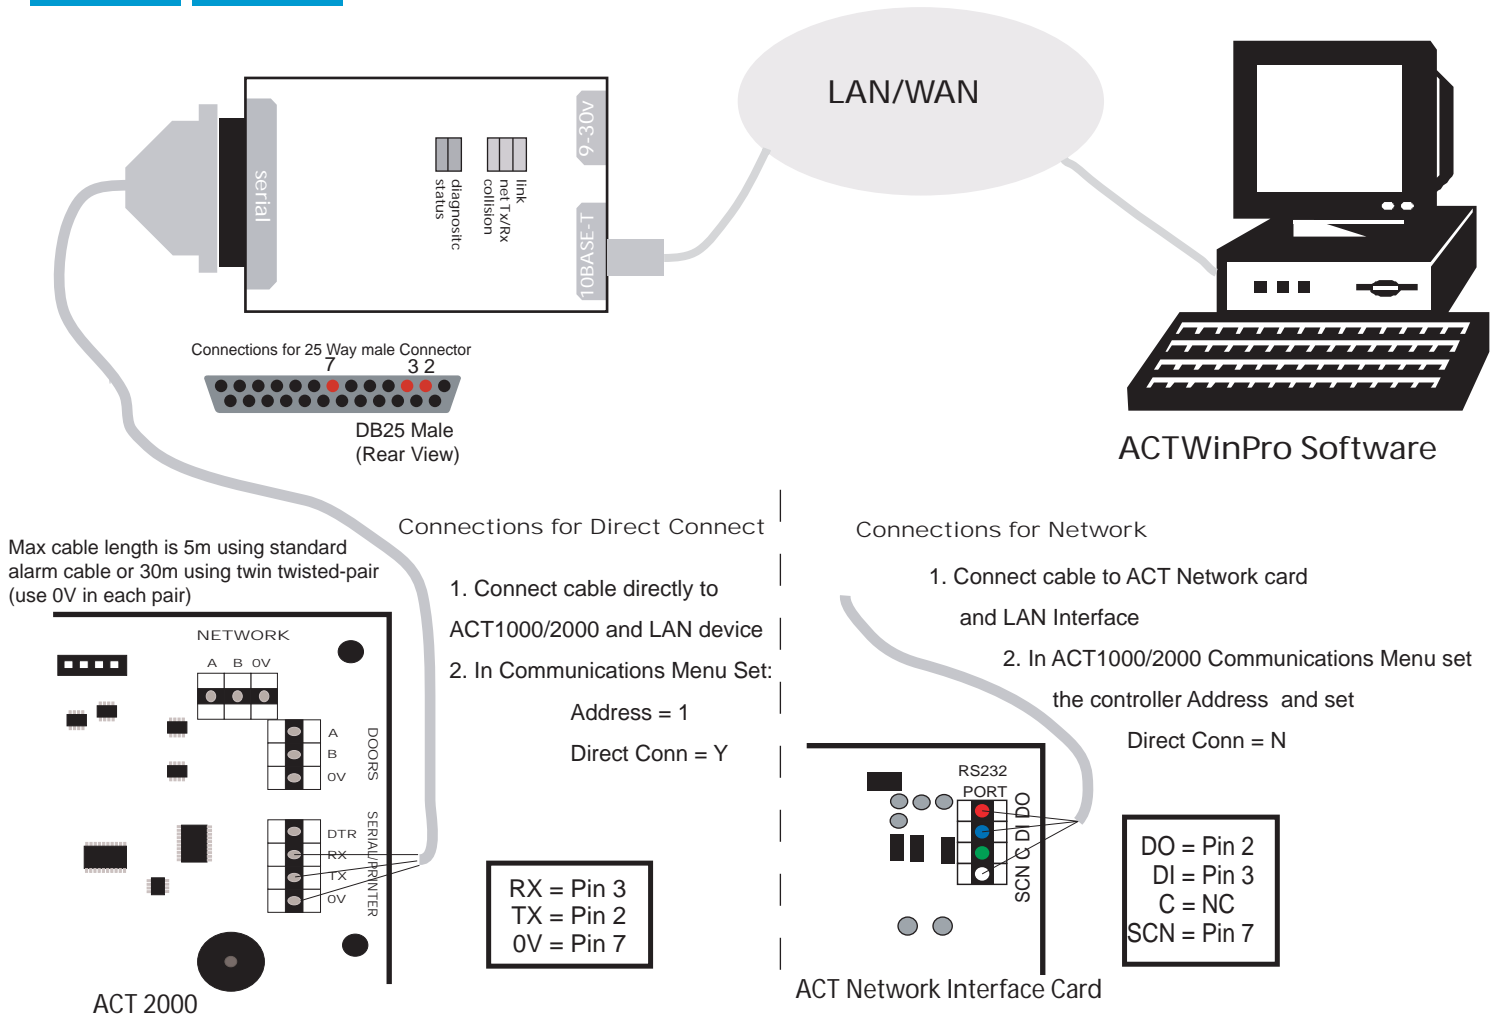 LAN/WAN
9-30v
serial
link
net Tx/Rx
collision
diagnositc
status
10BASE-T
Connections for 25 Way male Connector
7 3 2
DB25 Male
(Rear View)
ACTWinPro Software
Connections for Direct Connect
Connections for Network
Max cable length is 5m using standard
alarm cable or 30m using twin twisted-pair
(use 0V in each pair)
1. Connect cable directly to
ACT1000/2000 and LAN device
2. In Communications Menu Set:
Address = 1
Direct Conn = Y
1. Connect cable to ACT Network card
and LAN Interface
2. In ACT1000/2000 Communications Menu set
the controller Address and set
Direct Conn = N
NETWORK
A B 0V
A
B
0V
DOORS
DTR
RX
TX
0V
SERIAL/PRINTER
RX = Pin 3
TX = Pin 2
0V = Pin 7
ACT 2000
RS232
PORT
SCN C DI DO
DO = Pin 2
DI = Pin 3
C = NC
SCN = Pin 7
ACT Network Interface Card